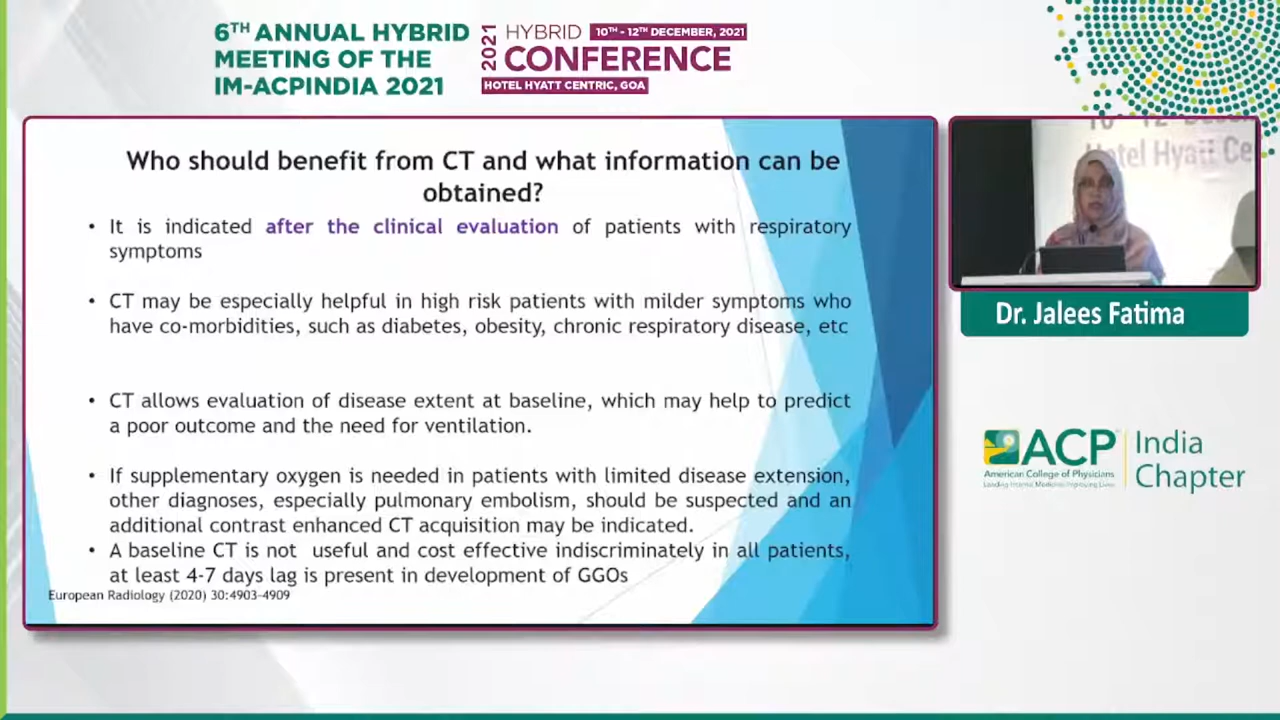 6TH ANNUAL HYBRID
MEETING OF THE
IM-ACPINDIA 2021
2021
HYBRID 10TH - 12TH DECEMBER, 2021
CONFERENCE
HOTEL HYATT CENTRIC, GOA
Who should benefit from CT and what information can be
obtained?
• It is indicated after the clinical evaluation of patients with respiratory
symptoms
• CT may be especially helpful in high risk patients with milder symptoms who
have co-morbidities, such as diabetes, obesity, chronic respiratory disease, etc
• CT allows evaluation of disease extent at baseline, which may help to predict
a poor outcome and the need for ventilation.
• If supplementary oxygen is needed in patients with limited disease extension,
other diagnoses, especially pulmonary embolism, should be suspected and an
additional contrast enhanced CT acquisition may be indicated.
• A baseline CT is not useful and cost effective indiscriminately in all patients,
at least 4-7 days lag is present in development of GGOs
European Radiology (2020) 30:4903-4909
Hotel Hyatt Ce
Dr. Jalees Fatima
ACP
American College of Physicians
Leading Internal Medicine, Improving Lives
India
Chapter